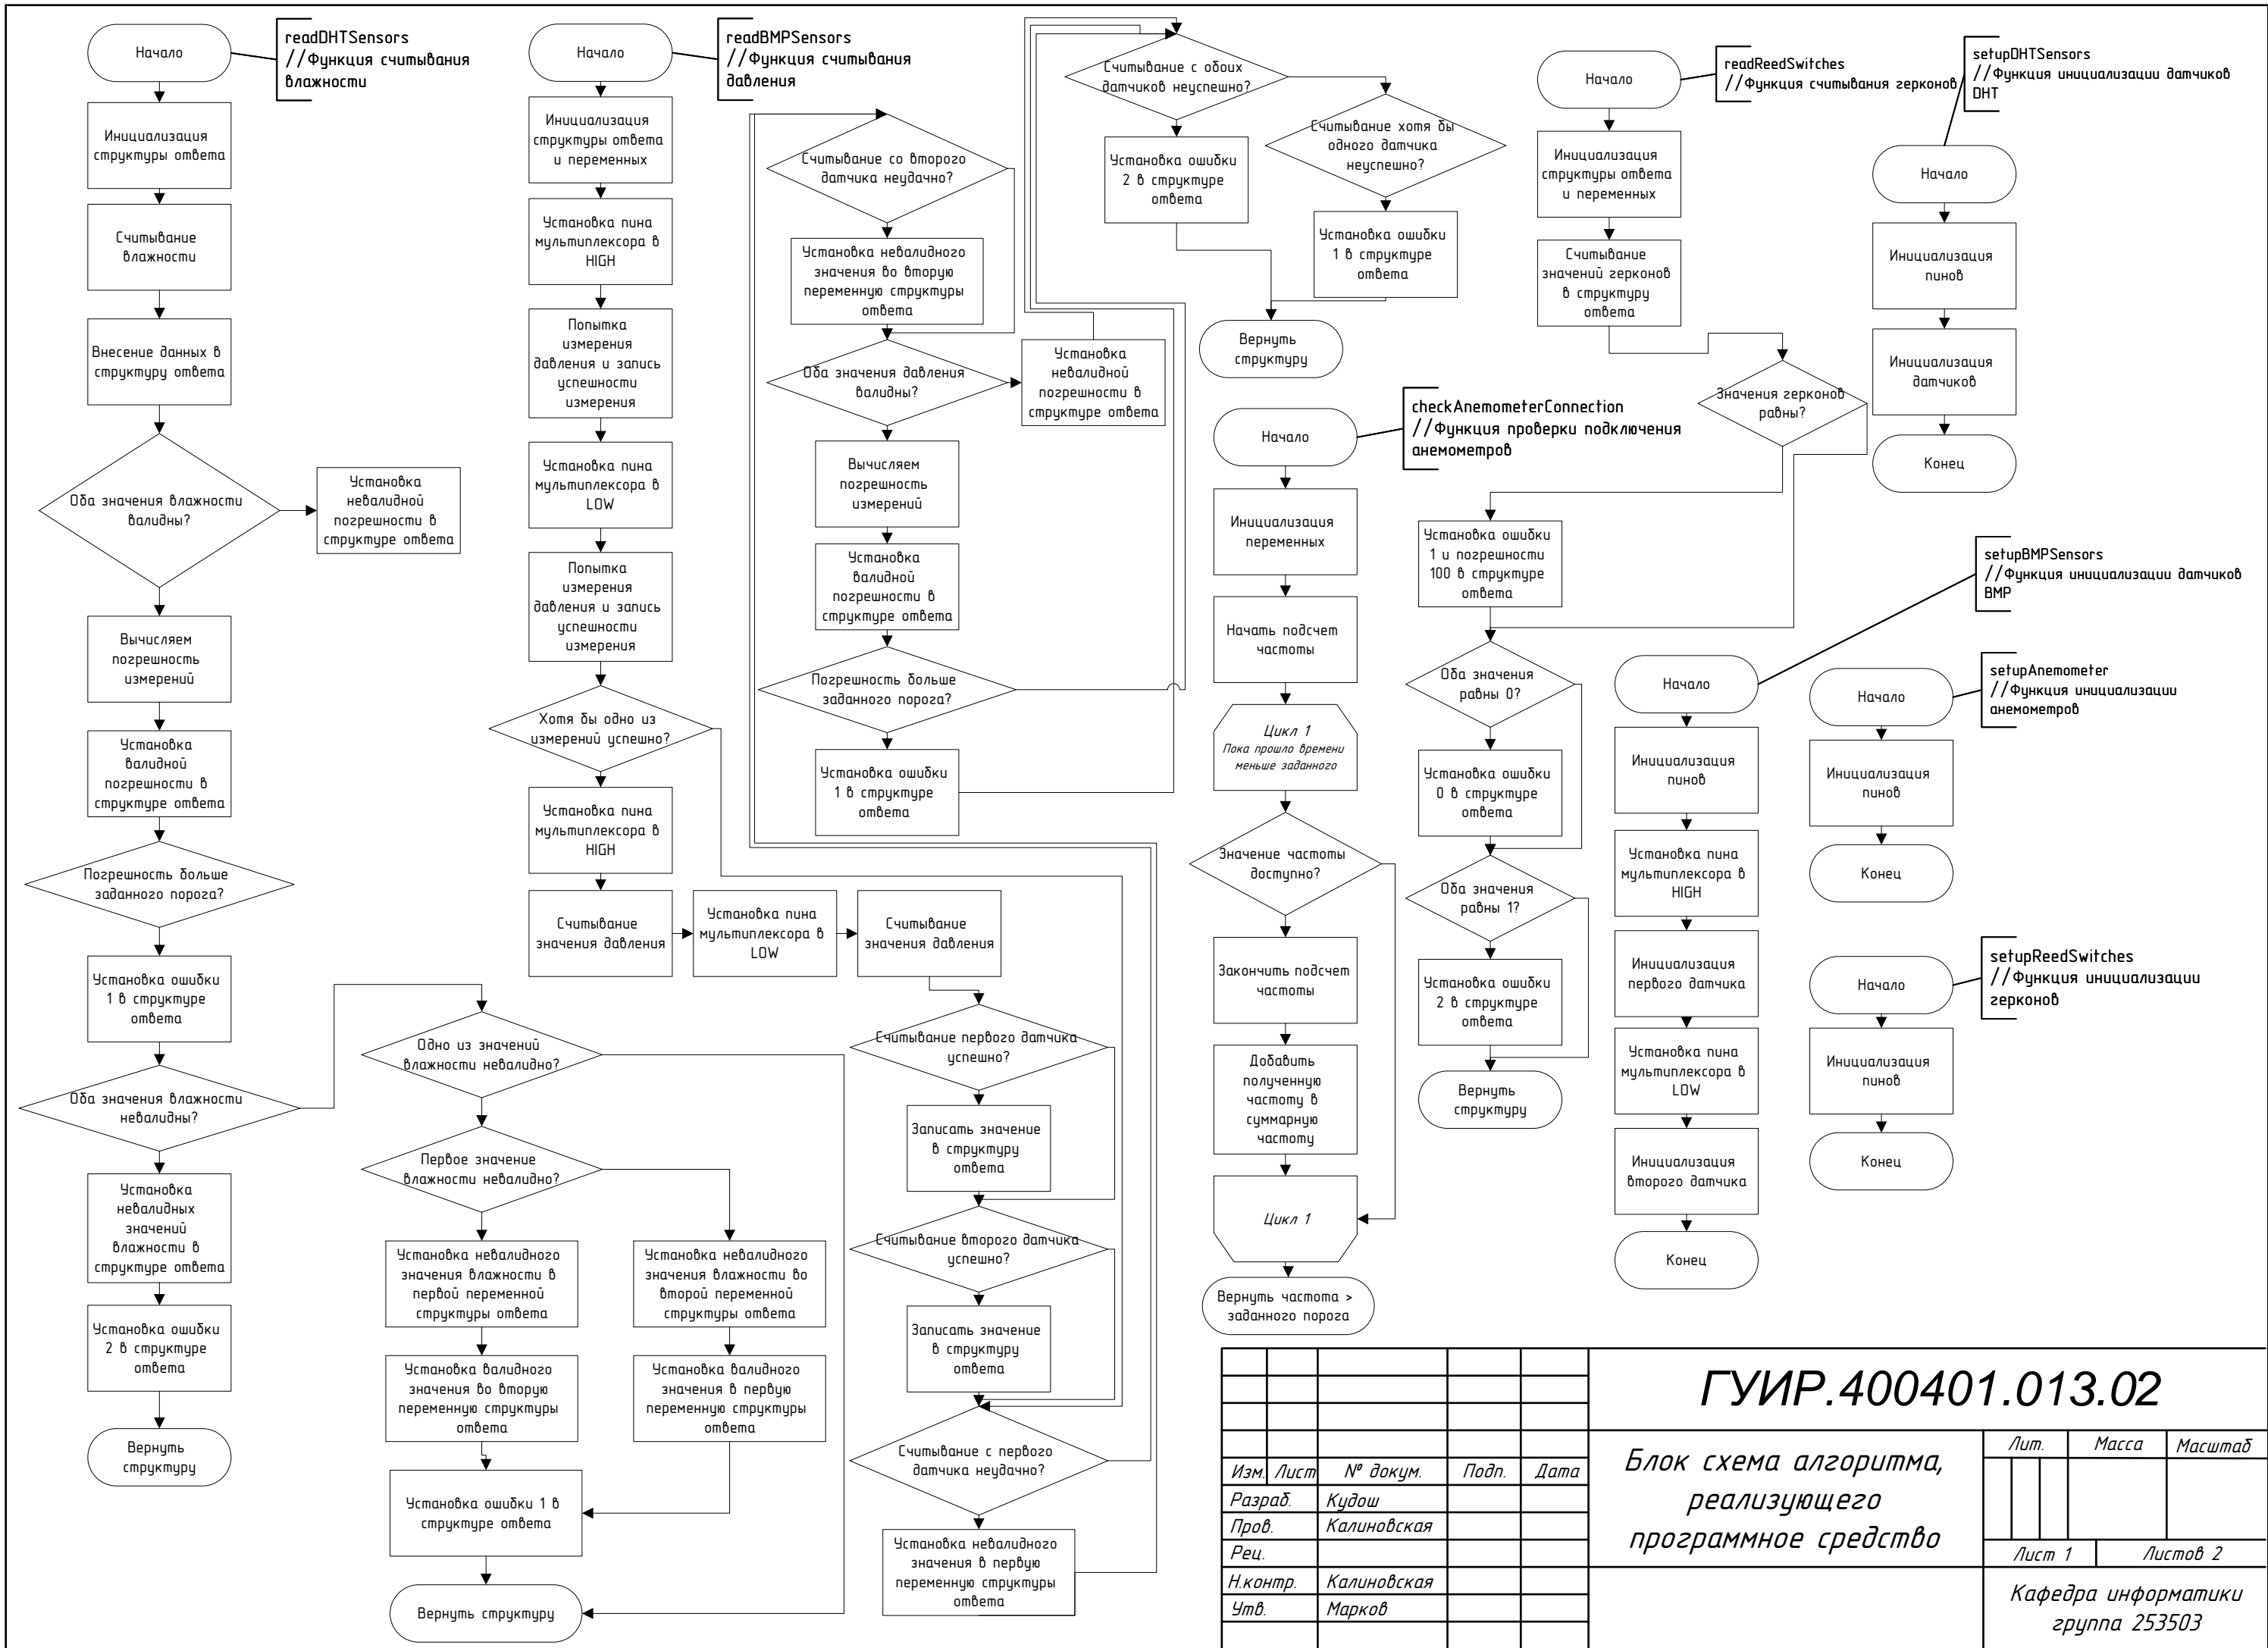 Начало
readDHTSensors
//Функция считывания
влажности
Инициализация
структуры ответа
Считывание
влажности
Внесение данных в
структуру ответа
Оба значения влажности
валидны?
Установка
невалидной
погрешности в
структуре ответа
Вычисляем
погрешность
измерений
Установка
валидной
погрешности в
структуре ответа
Погрешность больше
заданного порога?
Установка ошибки
1 в структуре
ответа
Оба значения влажности
невалидны?
Установка
невалидных
значений
влажности в
структуре ответа
Установка ошибки
2 в структуре
ответа
Вернуть
структуру
Одно из значений
влажности невалидно?
Первое значение
влажности невалидно?
Установка невалидного
значения влажности в
первой переменной
структуры ответа
Установка валидного
значения во вторую
переменную структуры
ответа
Установка невалидного
значения влажности во
второй переменной
структуры ответа
Установка валидного
значения в первую
переменную структуры
ответа
Установка ошибки 1 в
структуре ответа
Вернуть структуру
Начало
readBMPSensors
//Функция считывания
давления
Инициализация
структуры ответа
и переменных
Установка пина
мультиплексора в
HIGH
Попытка
измерения
давления и запись
успешности
измерения
Установка пина
мультиплексора в
LOW
Попытка
измерения
давления и запись
успешности
измерения
Хотя бы одно из
измерений успешно?
Установка пина
мультиплексора в
HIGH
Считывание
значения давления
Установка пина
мультиплексора в
LOW
Считывание
значения давления
Считывание первого датчика
успешно?
Записать значение
в структуру
ответа
Считывание второго датчика
успешно?
Записать значение
в структуру
ответа
Считывание с первого
датчика неудачно?
Установка невалидного
значения в первую
переменную структуры
ответа
Считывание со второго
датчика неудачно?
Установка невалидного
значения во вторую
переменную структуры
ответа
Оба значения давления
валидны?
Установка
невалидной
погрешности в
структуре ответа
Вычисляем
погрешность
измерений
Установка
валидной
погрешности в
структуре ответа
Погрешность больше
заданного порога?
Установка ошибки
1 в структуре
ответа
Считывание с обоих
датчиков неуспешно?
Установка ошибки
2 в структуре
ответа
Считывание хотя бы
одного датчика
неуспешно?
Установка ошибки
1 в структуре
ответа
Вернуть
структуру
Начало
checkAnemometerConnection
//Функция проверки подключения
анемометров
Инициализация
переменных
Начать подсчет
частоты
Цикл 1
Пока прошло времени
меньше заданного
Значение частоты
доступно?
Закончить подсчет
частоты
Добавить
полученную
частоту в
суммарную
частоту
Цикл 1
Вернуть частота >
заданного порога
Начало
readReedSwitches
//Функция считывания герконов
Инициализация
структуры ответа
и переменных
Считывание
значений герконов
в структуру
ответа
Значения герконов
равны?
Установка ошибки
1 и погрешности
100 в структуре
ответа
Оба значения
равны 0?
Установка ошибки
0 в структуре
ответа
Оба значения
равны 1?
Установка ошибки
2 в структуре
ответа
Вернуть
структуру
setupDHTSensors
//Функция инициализации датчиков
DHT
Начало
Инициализация
пинов
Инициализация
датчиков
Конец
setupBMPSensors
//Функция инициализации датчиков
BMP
Начало
Инициализация
пинов
Установка пина
мультиплексора в
HIGH
Инициализация
первого датчика
Установка пина
мультиплексора в
LOW
Инициализация
второго датчика
Конец
setupAnemometer
//Функция инициализации
анемометров
Начало
Инициализация
пинов
Конец
setupReedSwitches
//Функция инициализации
герконов
Начало
Инициализация
пинов
Конец
ГУИР.400401.013.02
Блок схема алгоритма,
реализующего
программное средство
Лит. Масса Масштаб
Изм. Лист № докум. Подп. Дата
Разраб. Кудош
Пров. Калиновская
Рец.
Н.контр. Калиновская
Утв. Марков
Лист 1 Листов 2
Кафедра информатики
группа 253503